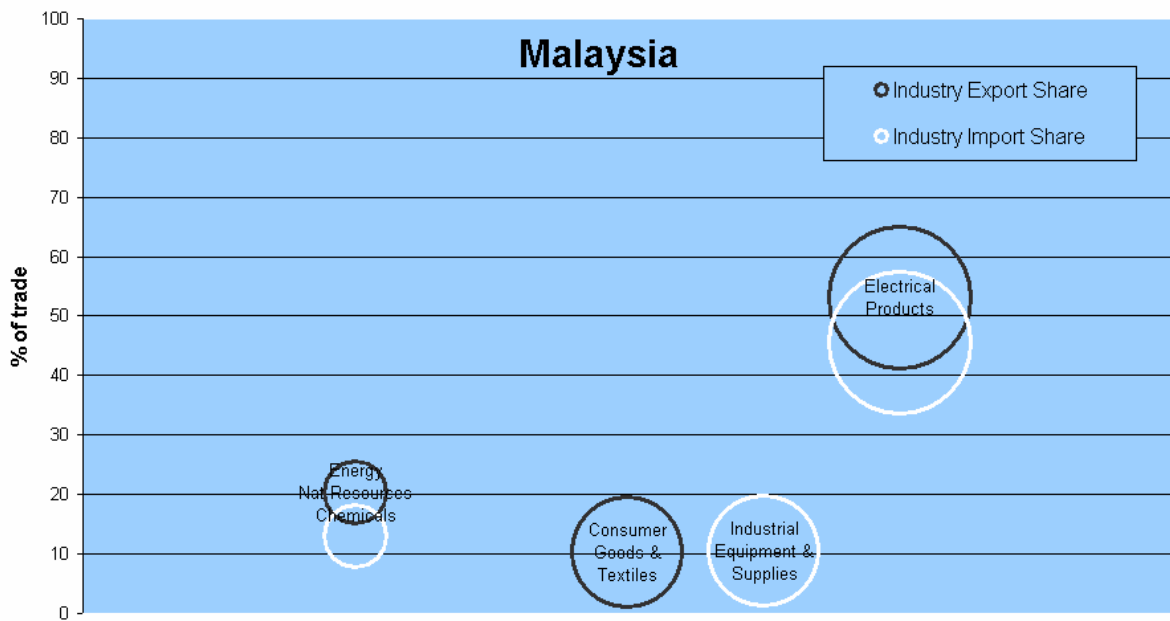 Malaysia
Industry Export Share
Industry Import Share
% of trade
100
90
80
70
60
50
40
30
20
10
0
Electrical
Products
Energy
Nat Resources
Chemicals
Consumer
Goods &
Textiles
Industrial
Equipment &
Supplies